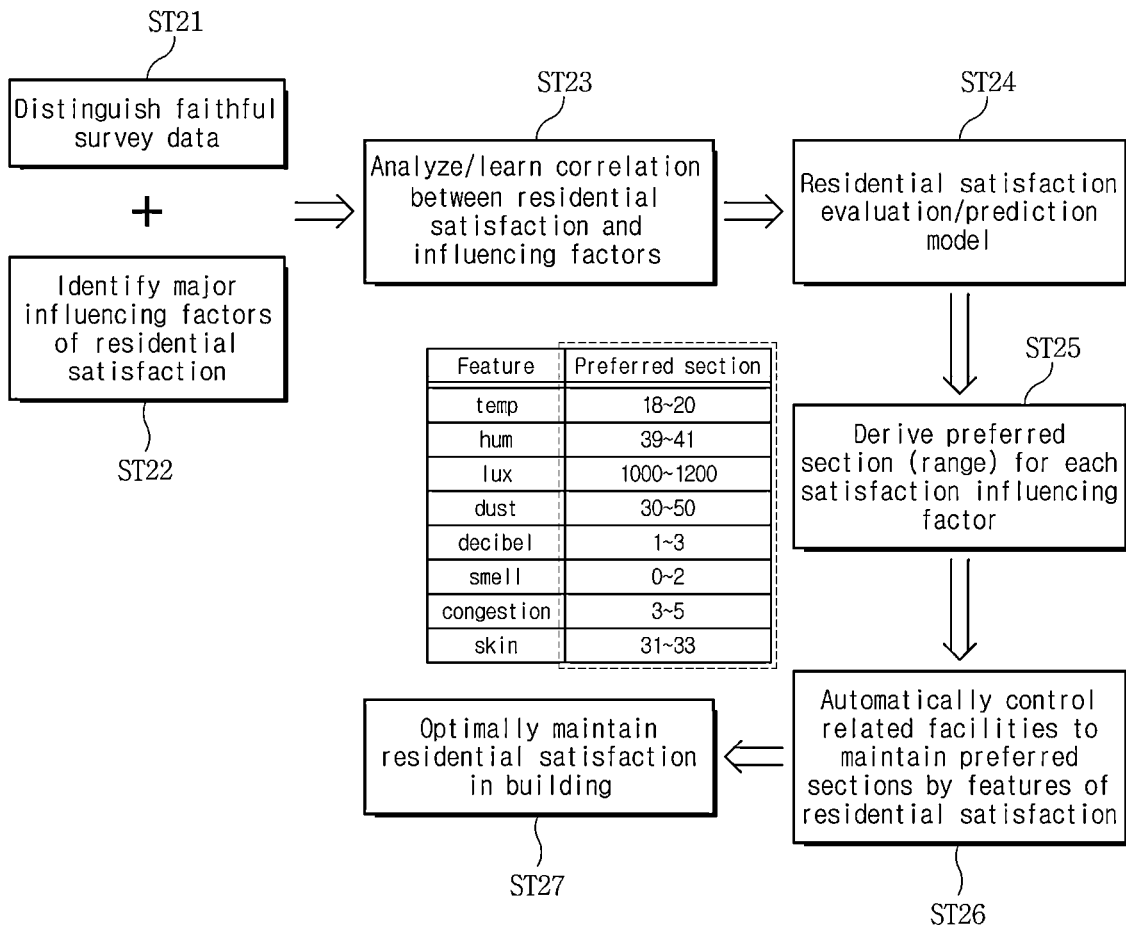 ST21
Distinguish faithful
survey data
+
Identify major
influencing factors
of residential
satisfaction
ST22
ST23
Analyze/learn correlation
between residential
satisfaction and
influencing factors
ST24
Residential satisfaction
evaluation/prediction
model
ST25
Derive preferred
section (range) for each
satisfaction influencing
factor
Feature Preferred section
temp 18~20
hum 39~41
lux 1000~1200
dust 30~50
decibel 1~3
smell 0~2
congestion 3~5
skin 31~33
Automatically control
related facilities to
maintain preferred
sections by features of
residential satisfaction
ST26
Optimally maintain
residential satisfaction
in building
ST27